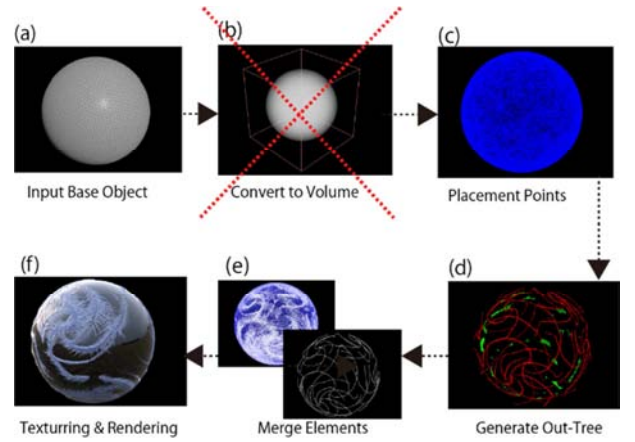 (a)
Input Base Object
(b)
Convert to Volume
(c)
Placement Points
(d)
Generate Out-Tree
(e)
Merge Elements
(f)
Texturring & Rendering